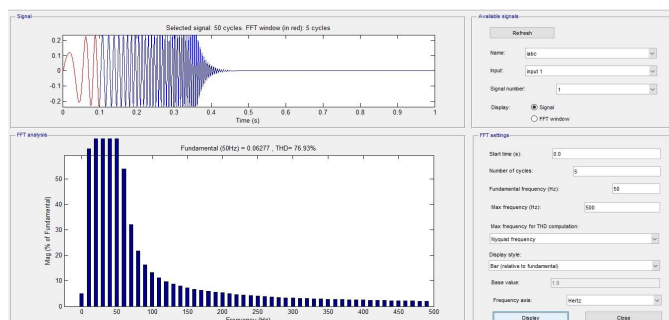 Signal
Selected signal: 50 cycles. FFT window (in red): 5 cycles
0.2
0.1
0
-0.1
-0.2
0 0.1 0.2 0.3 0.4 0.5 0.6 0.7 0.8 0.9 1
Time (s)
FFT analysis
Fundamental (50Hz) = 0.06277 , THD= 76.93%
Mag (% of Fundamental)
50
40
30
20
10
0
0 50 100 150 200 250 300 350 400 450 500
Frequency (Hz)
Available signals
Refresh
Name: iabc
Input: input 1
Signal number: 1
Display: Signal
FFT window
FFT settings
Start time (s): 0.0
Number of cycles: 5
Fundamental frequency (Hz): 50
Max frequency (Hz): 500
Max frequency for THD computation:
Nyquist frequency
Display style:
Bar (relative to fundamental)
Base value: 1.0
Frequency axis: Hertz
Display Close